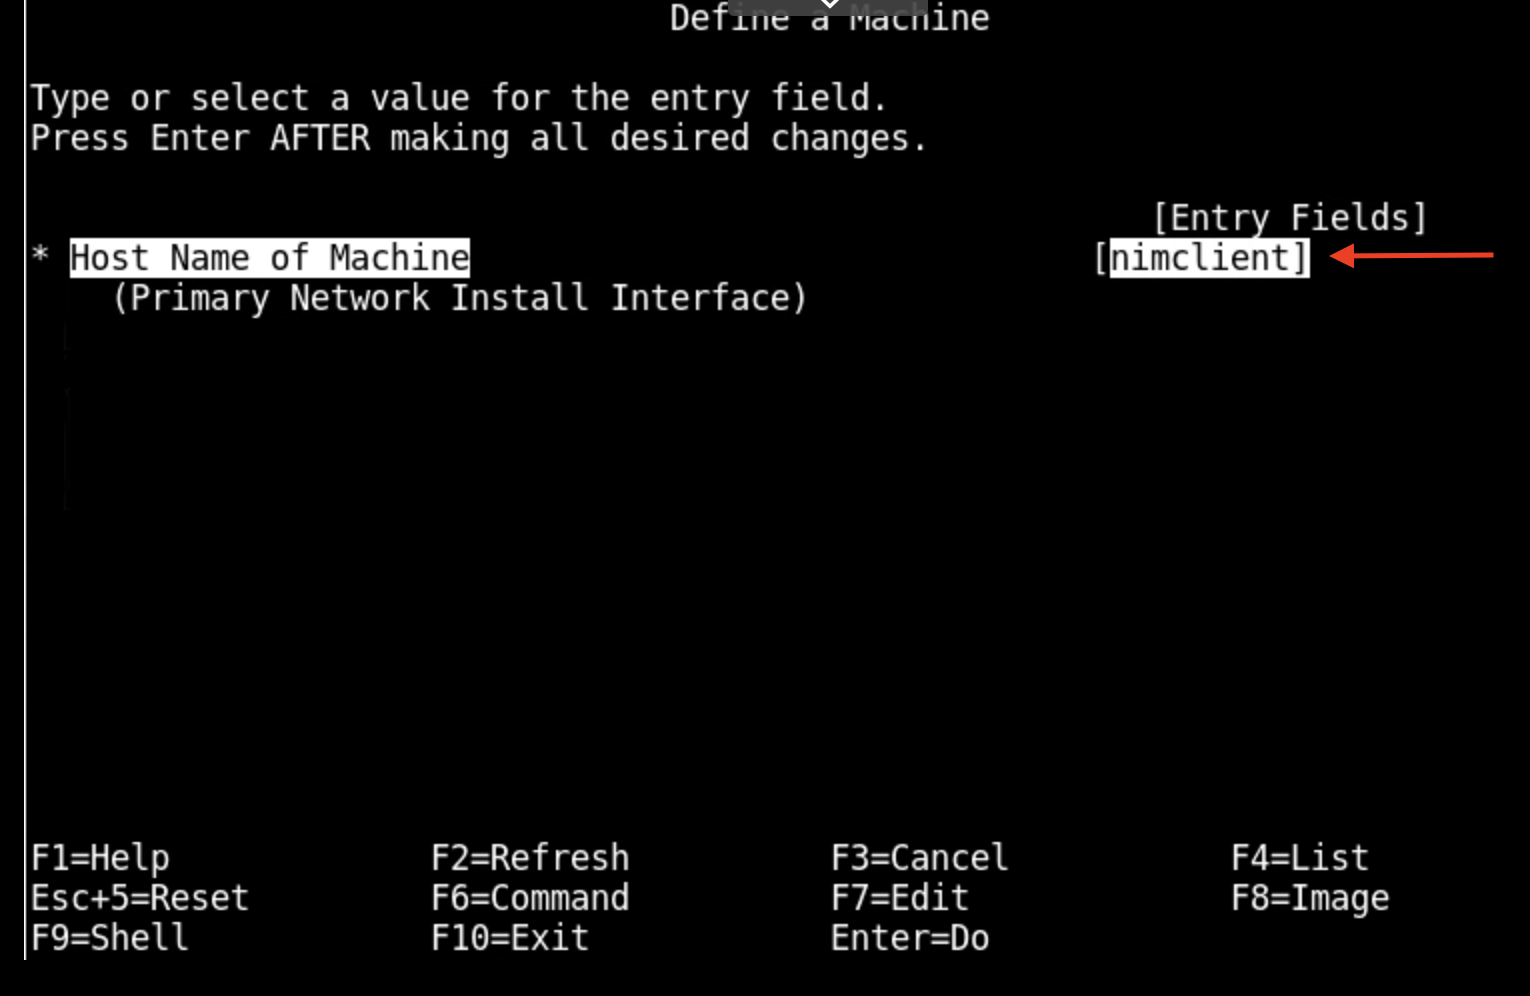 Define a Machine
Type or select a value for the entry field.
Press Enter AFTER making all desired changes.
[Entry Fields]
* Host Name of Machine [nimclient]
(Primary Network Install Interface)
F1=Help F2=Refresh F3=Cancel F4=List
Esc+5=Reset F6=Command F7=Edit F8=Image
F9=Shell F10=Exit Enter=Do